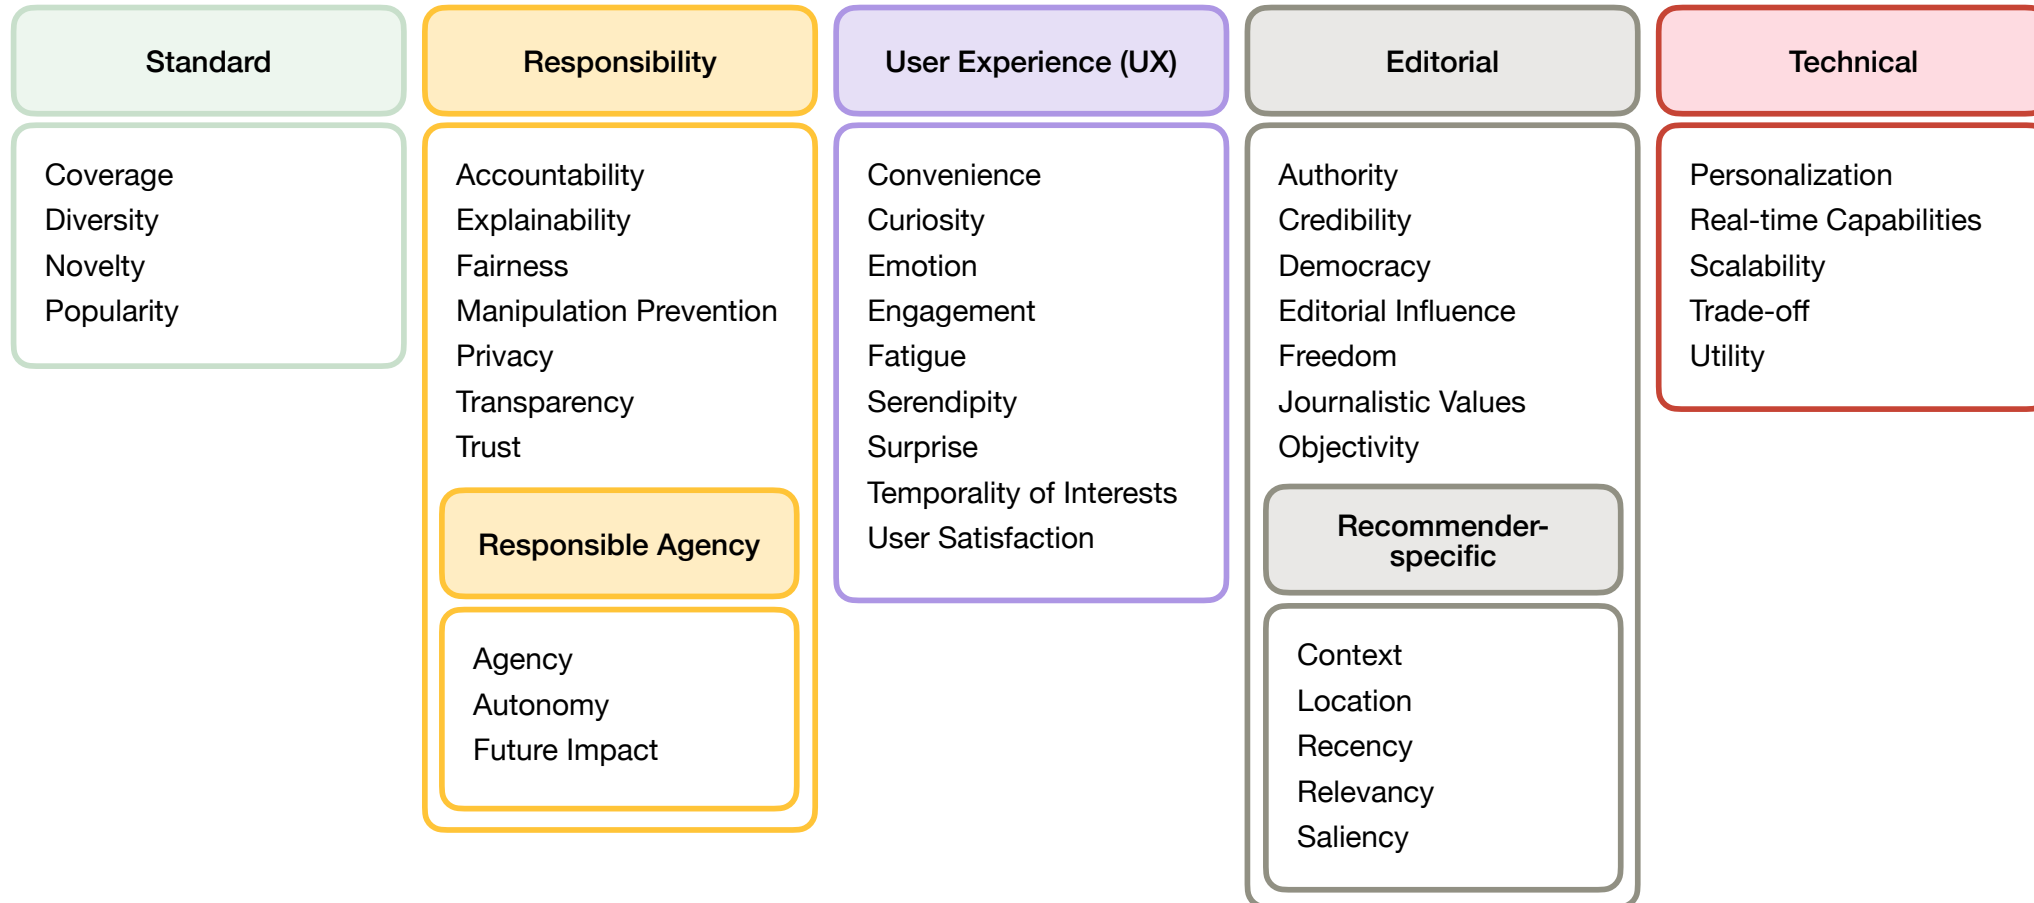 Standard
Coverage
Diversity
Novelty
Popularity
Responsibility
Accountability
Explainability
Fairness
Manipulation Prevention
Privacy
Transparency
Trust
Responsible Agency
Agency
Autonomy
Future Impact
User Experience (UX)
Convenience
Curiosity
Emotion
Engagement
Fatigue
Serendipity
Surprise
Temporality of Interests
User Satisfaction
Editorial
Authority
Credibility
Democracy
Editorial Influence
Freedom
Journalistic Values
Objectivity
Recommender-
specific
Context
Location
Recency
Relevancy
Saliency
Technical
Personalization
Real-time Capabilities
Scalability
Trade-off
Utility